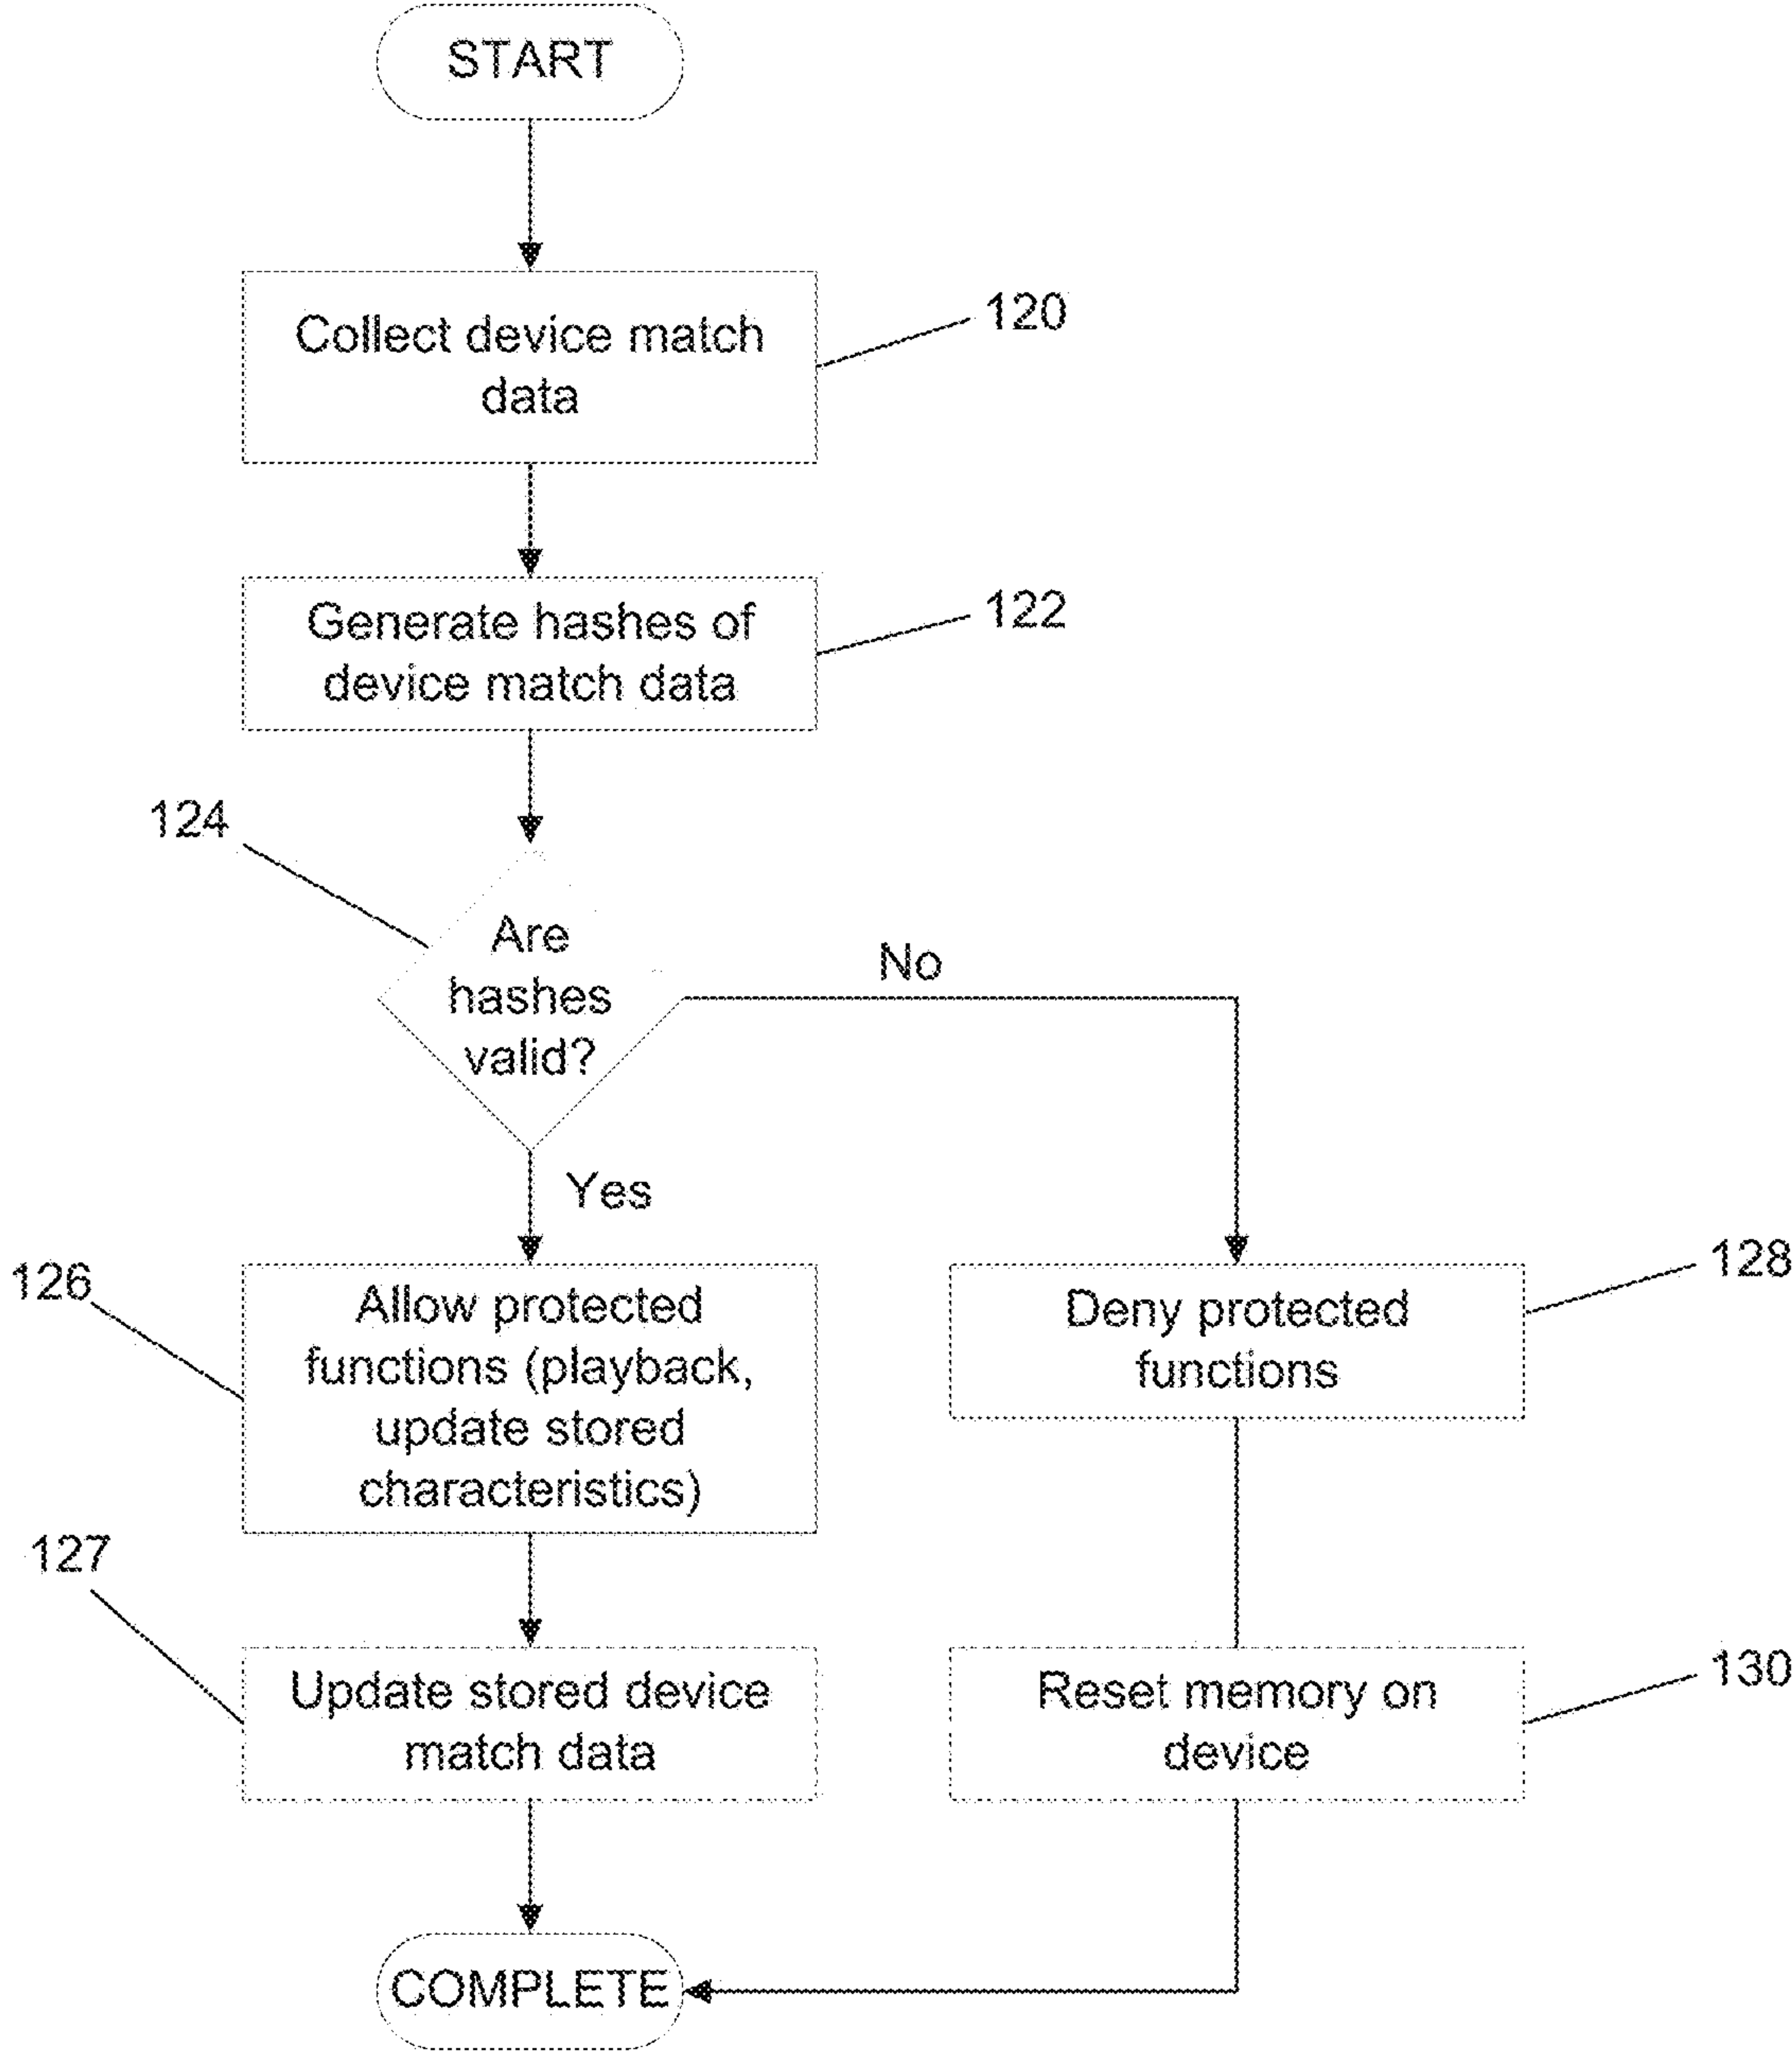 START
Collect device match
data
120
Generate hashes of
device match data
122
124
Are
hashes
valid?
No
Yes
126
Allow protected
functions (playback,
update stored
characteristics)
Deny protected
functions
128
127
Update stored device
match data
Reset memory on
device
130
COMPLETE